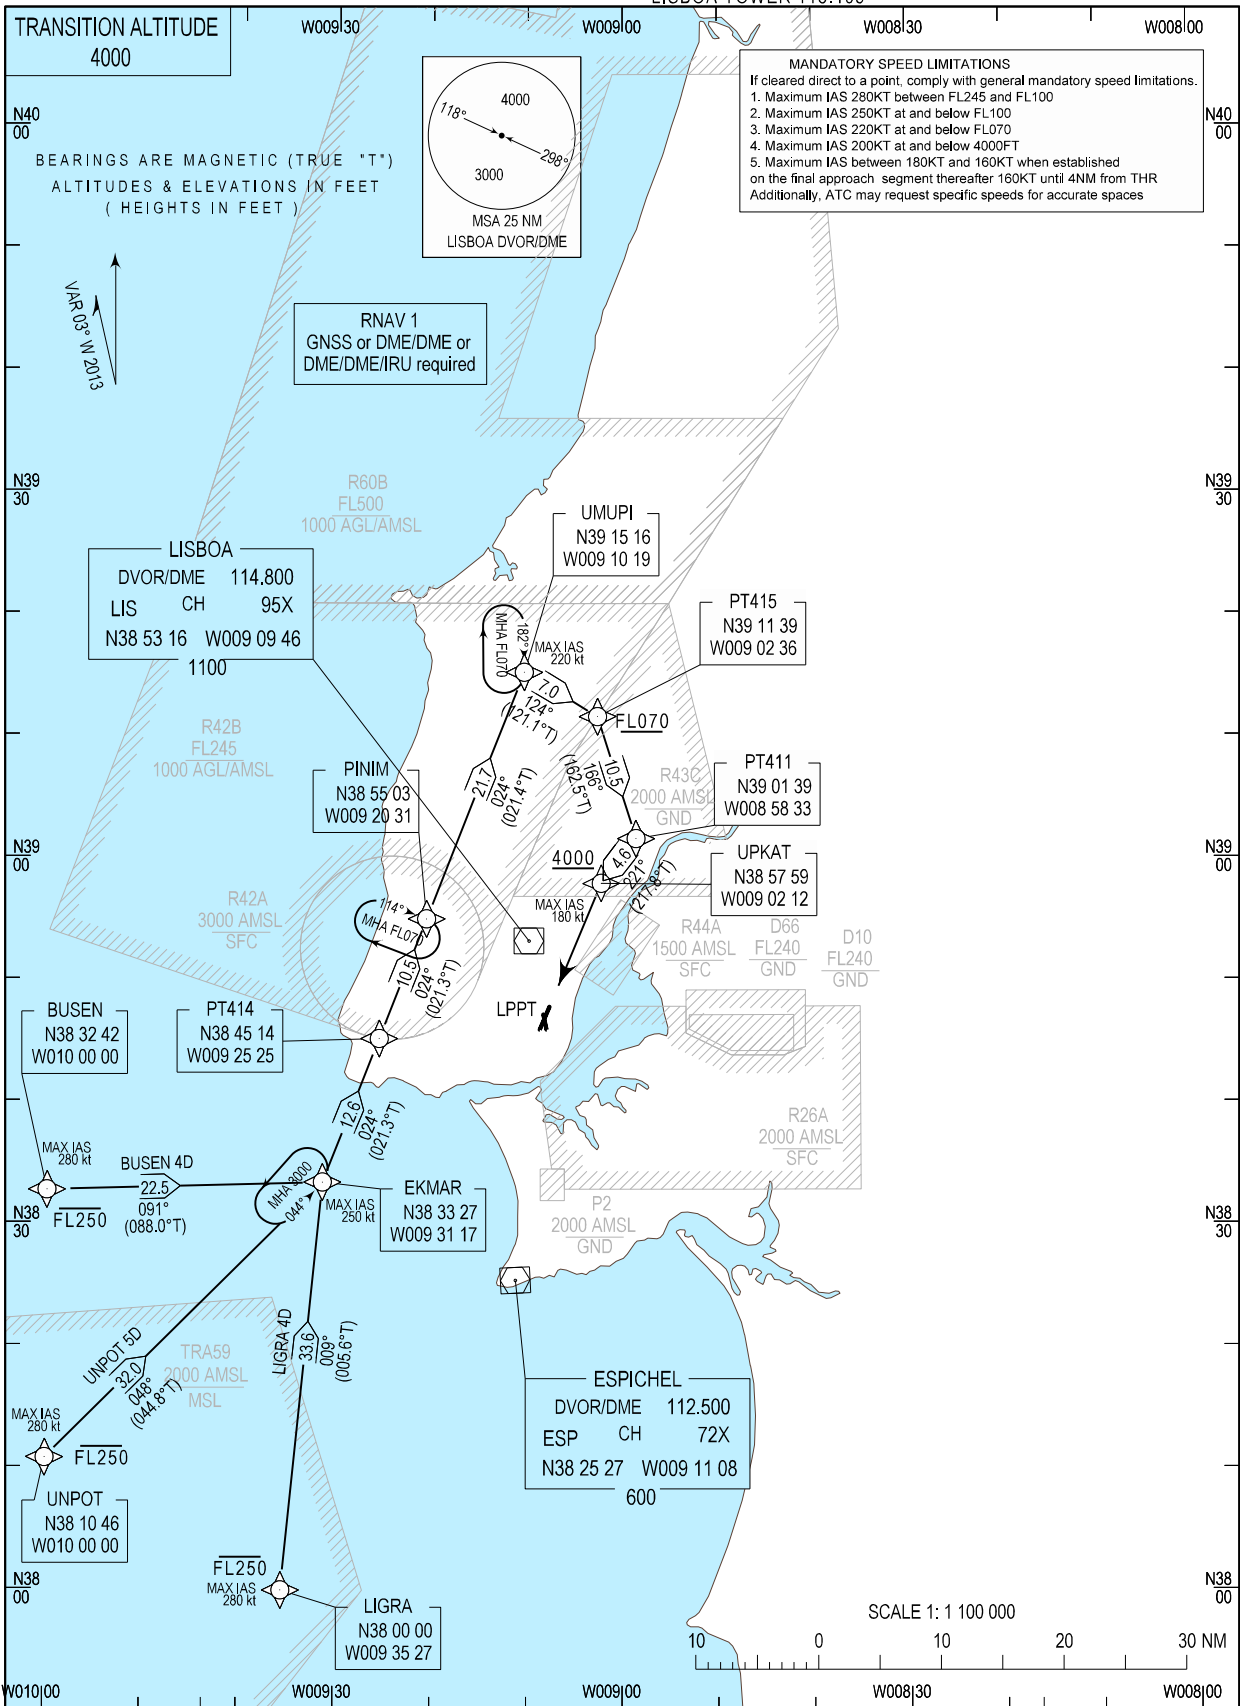 W009|30
W009|00
W008|30
W008|00
TRANSITION ALTITUDE
4000
N40
00
N40
00
BEARINGS ARE MAGNETIC (TRUE "T")
ALTITUDES & ELEVATIONS IN FEET
( HEIGHTS IN FEET )
VAR 03° W 2013
4000
118°
298°
3000
MSA 25 NM
LISBOA DVOR/DME
MANDATORY SPEED LIMITATIONS
If cleared direct to a point, comply with general mandatory speed limitations.
1. Maximum IAS 280KT between FL245 and FL100
2. Maximum IAS 250KT at and below FL100
3. Maximum IAS 220KT at and below FL070
4. Maximum IAS 200KT at and below 4000FT
5. Maximum IAS between 180KT and 160KT when established
on the final approach segment thereafter 160KT until 4NM from THR
Additionally, ATC may request specific speeds for accurate spaces
RNAV 1
GNSS or DME/DME or
DME/DME/IRU required
N39
30
N39
30
R60B
FL500
1000 AGL/AMSL
LISBOA
DVOR/DME 114.800
LIS CH 95X
N38 53 16 W009 09 46
1100
UMUPI
N39 15 16
W009 10 19
PT415
N39 11 39
W009 02 36
MHA FL070
182°
MAX IAS
220 kt
7.0
124°
(121.1°T)
FL070
R42B
FL245
1000 AGL/AMSL
PINIM
N38 55 03
W009 20 31
21.7
024°
(021.4°T)
10.5
166°
(162.5°T)
R43C
2000 AMSL
GND
PT411
N39 01 39
W008 58 33
N39
00
N39
00
4000
4.6
221°
(217.8°T)
UPKAT
N38 57 59
W009 02 12
MAX IAS
180 kt
R42A
3000 AMSL
SFC
114°
MHA FL070
R44A
1500 AMSL
SFC
D66
FL240
GND
D10
FL240
GND
10.5
024°
(021.3°T)
BUSEN
N38 32 42
W010 00 00
PT414
N38 45 14
W009 25 25
LPPT
12.6
024°
(021.3°T)
R26A
2000 AMSL
SFC
MAX IAS
280 kt
BUSEN 4D
22.5
091°
(088.0°T)
FL250
MHA 3000
044°
MAX IAS
250 kt
EKMAR
N38 33 27
W009 31 17
P2
2000 AMSL
GND
N38
30
N38
30
UNPOT 5D
32.0
048°
(044.8°T)
LIGRA 4D
33.6
009°
(005.6°T)
TRA59
2000 AMSL
MSL
MAX IAS
280 kt
FL250
UNPOT
N38 10 46
W010 00 00
ESPICHEL
DVOR/DME 112.500
ESP CH 72X
N38 25 27 W009 11 08
600
FL250
MAX IAS
280 kt
LIGRA
N38 00 00
W009 35 27
N38
00
N38
00
SCALE 1: 1 100 000
10 0 10 20 30 NM
W010|00
W009|30
W009|00
W008|30
W008|00